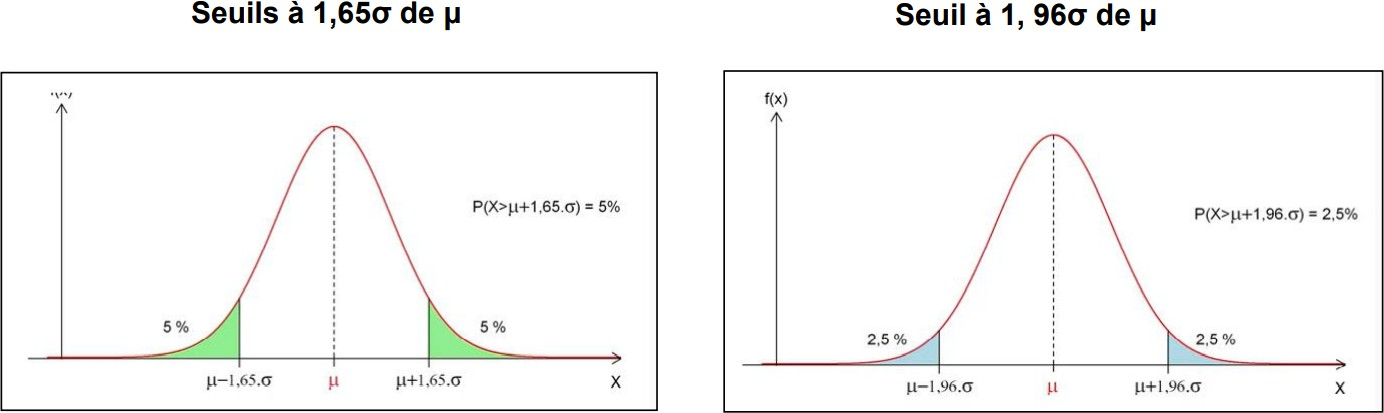 Seuils à 1,65σ de μ
P(X>μ+1,65.σ) = 5%
5 %
5 %
μ−1,65.σ
μ
μ+1,65.σ
X
Seuil à 1, 96σ de μ
f(x)
P(X>μ+1,96.σ) = 2,5%
2,5 %
2,5 %
μ−1,96.σ
μ
μ+1,96.σ
X